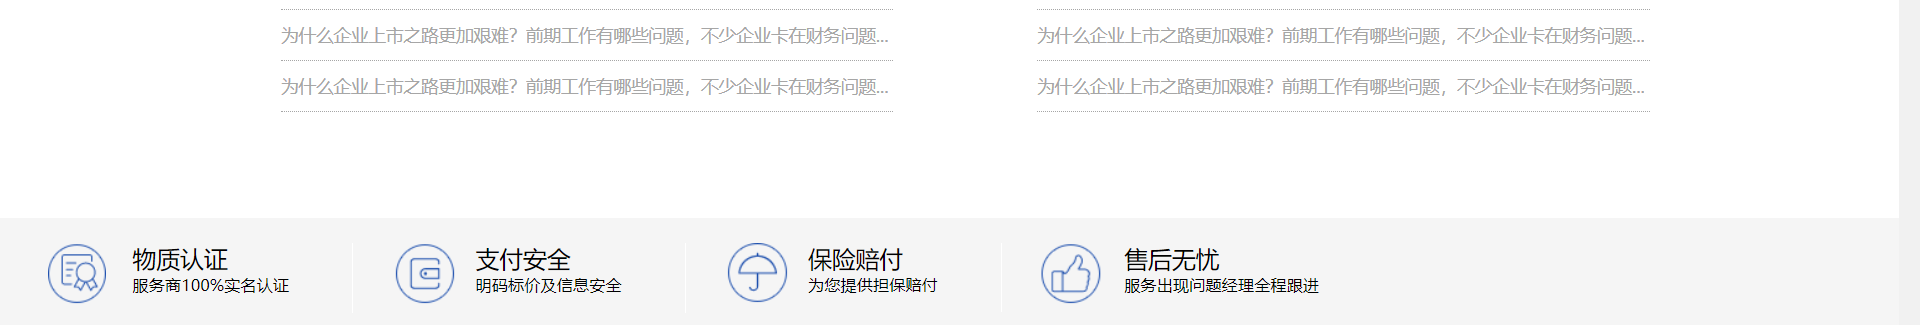 为什么企业上市之路更加艰难？前期工作有哪些问题，不少企业卡在财务问题...
为什么企业上市之路更加艰难？前期工作有哪些问题，不少企业卡在财务问题...
为什么企业上市之路更加艰难？前期工作有哪些问题，不少企业卡在财务问题...
为什么企业上市之路更加艰难？前期工作有哪些问题，不少企业卡在财务问题...
物质认证
服务商100%实名认证
支付安全
明码标价及信息安全
保险赔付
为您提供担保赔付
售后无忧
服务出现问题经理全程跟进